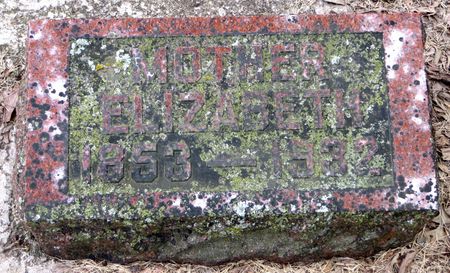 MOTHER
ELIZABETH
1853 — 1932